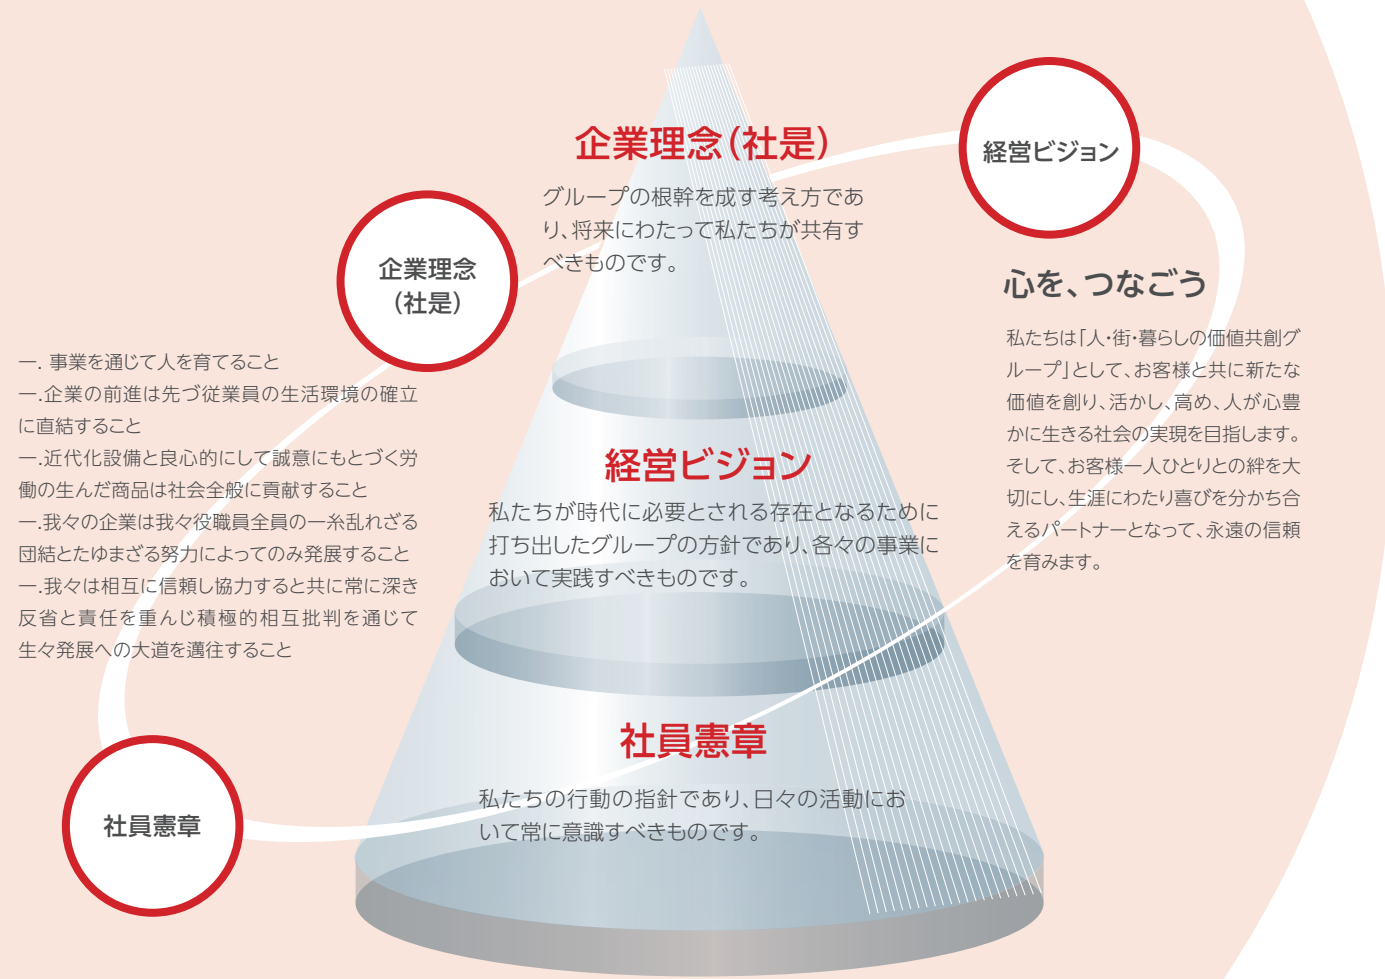 企業理念(社是)
グループの根幹を成す考え方であ
り、将来にわたって私たちが共有す
べきものです。
経営ビジョン
私たちが時代に必要とされる存在となるために
打ち出したグループの方針であり、各々の事業に
おいて実践すべきものです。
社員憲章
私たちの行動の指針であり、日々の活動にお
いて常に意識すべきものです。
企業理念
(社是)
一. 事業を通じて人を育てること
一.企業の前進は先づ従業員の生活環境の確立
に直結すること
一.近代化設備と良心的にして誠意にもとづく労
働の生んだ商品は社会全般に貢献すること
一.我々の企業は我々役職員全員の一糸乱れざる
団結とたゆまざる努力によってのみ発展すること
一.我々は相互に信頼し協力すると共に常に深き
反省と責任を重んじ積極的相互批判を通じて
生々発展への大道を邁往すること
経営ビジョン
心を、つなごう
私たちは「人・街・暮らしの価値共創グ
ループ」として、お客様と共に新たな
価値を創り、活かし、高め、人が心豊
かに生きる社会の実現を目指します。
そして、お客様一人ひとりとの絆を大
切にし、生涯にわたり喜びを分かち合
えるパートナーとなって、永遠の信頼
を育みます。
社員憲章